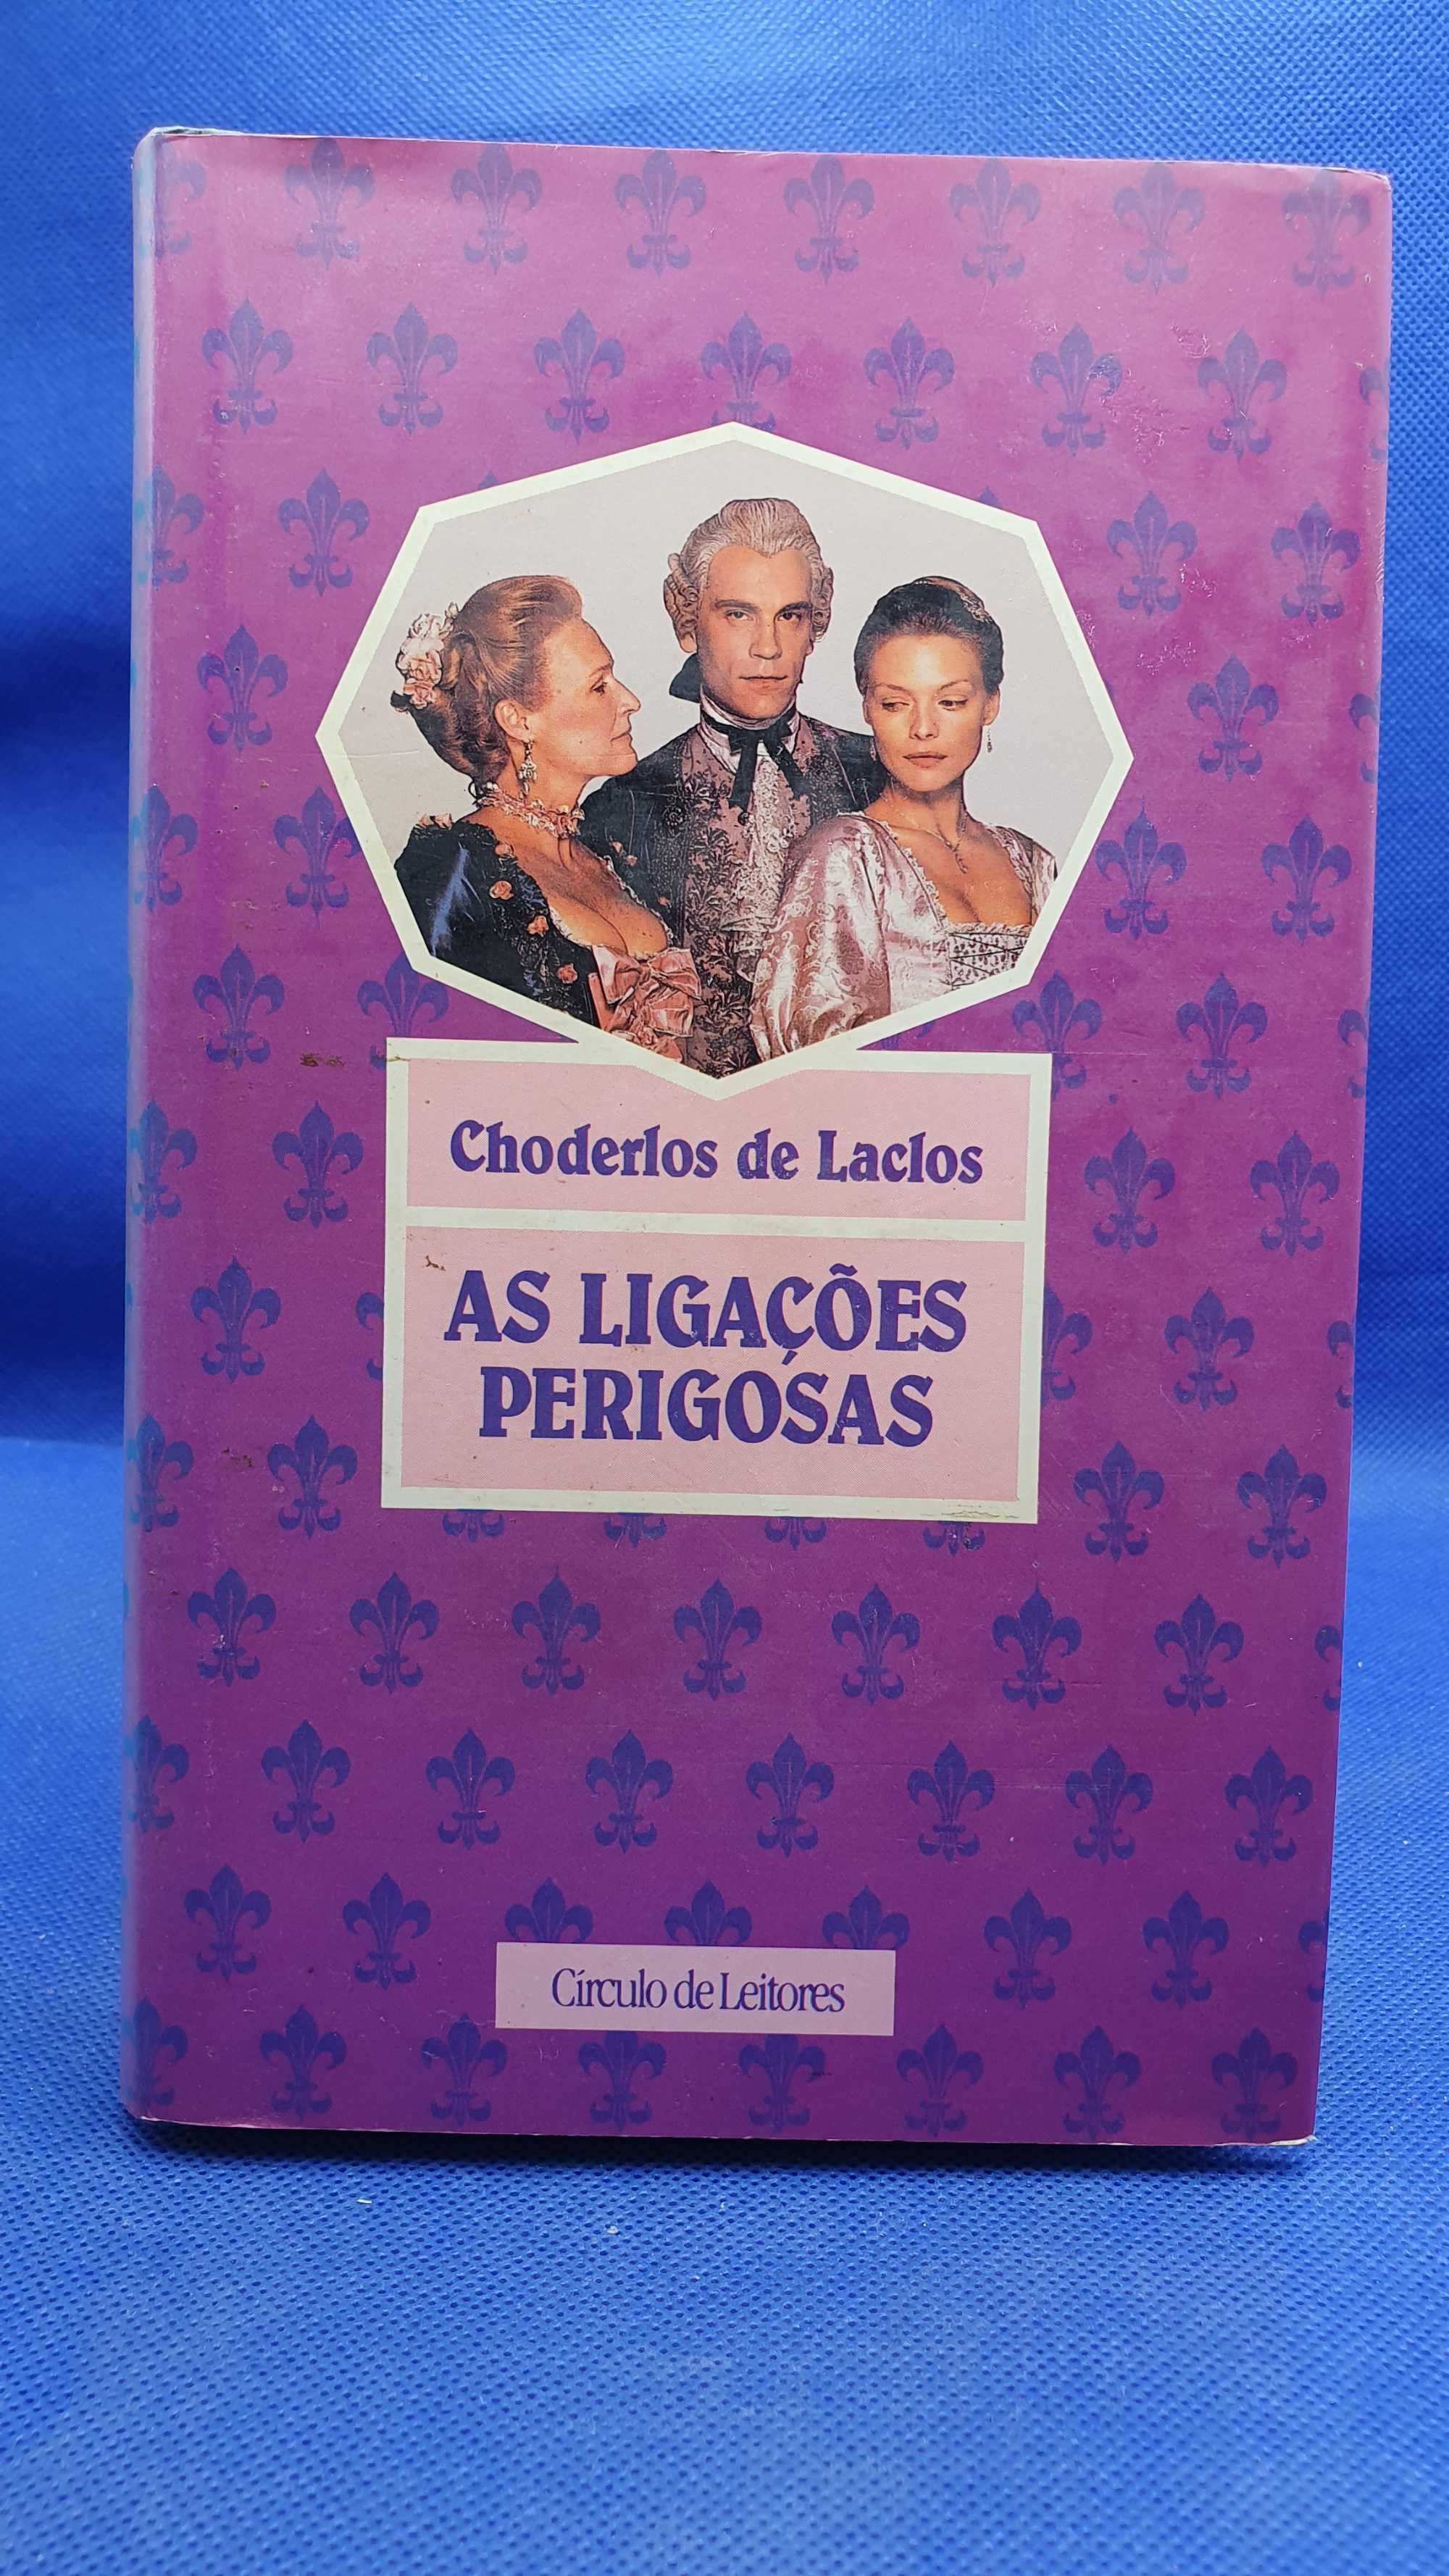 Choderlos de Laclos
AS LIGAÇÕES
PERIGOSAS
Círculo de Leitores